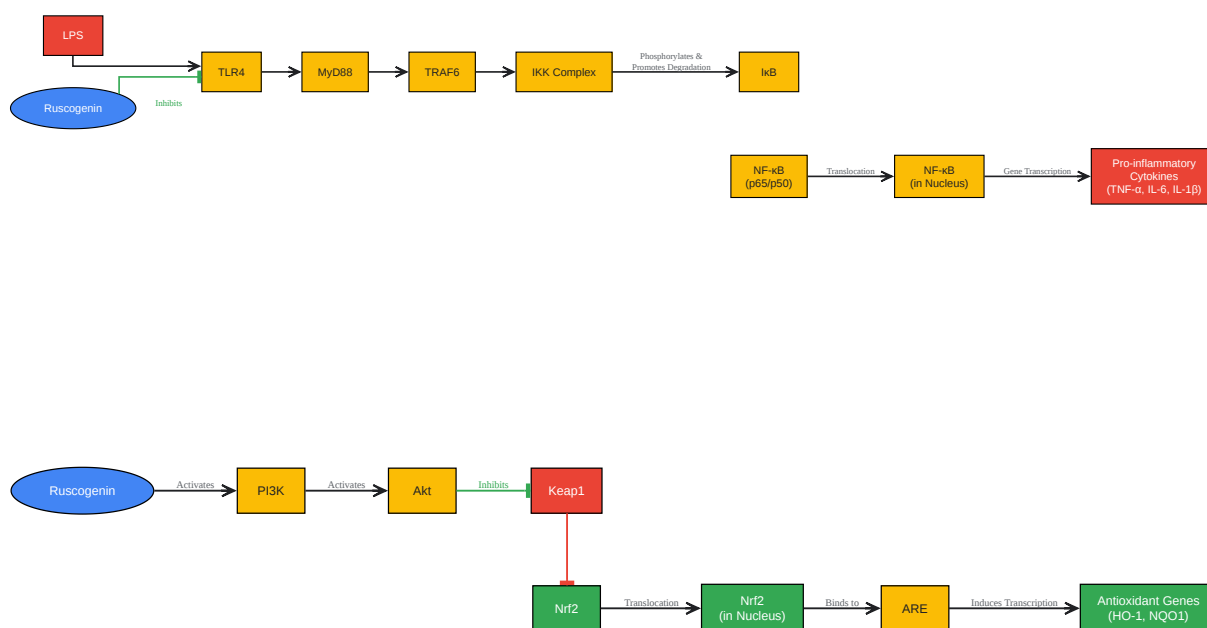 LPS
TLR4
MyD88
TRAF6
IKK Complex
Phosphorylates &
Promotes Degradation
IκB
Ruscogenin
Inhibits
NF-κB
(p65/p50)
Translocation
NF-κB
(in Nucleus)
Gene Transcription
Pro-inflammatory
Cytokines
(TNF-α, IL-6, IL-1β)
Ruscogenin
Activates
PI3K
Activates
Akt
Inhibits
Keap1
Nrf2
Translocation
Nrf2
(in Nucleus)
Binds to
ARE
Induces Transcription
Antioxidant Genes
(HO-1, NQO1)